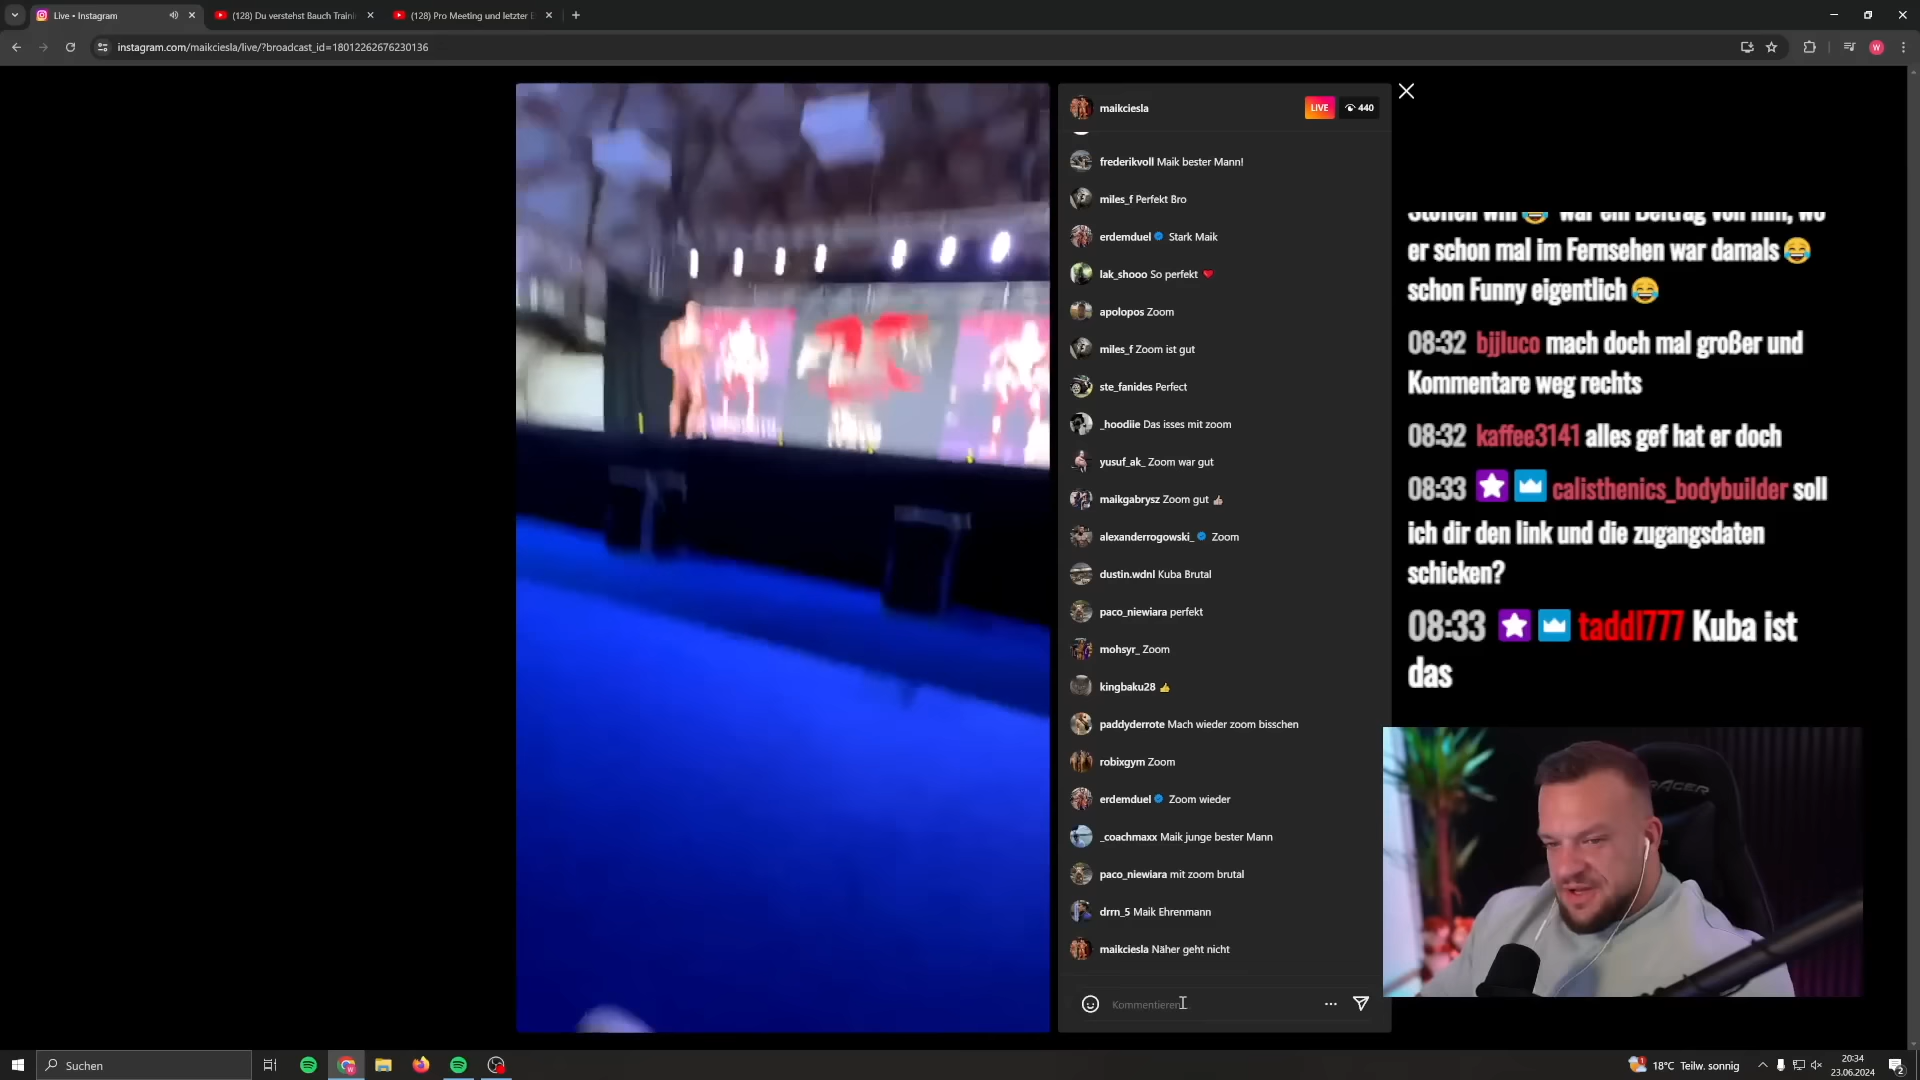 Live • Instagram
(128) Du verstehst Bauch Traini
(128) Pro Meeting und letzter
instagram.com/maikciesla/live/?broadcast_id=18012262676230136
W
maikciesla
LIVE
440
frederikvoll Maik bester Mann!
miles_f Perfekt Bro
erdemduel Stark Maik
lak_shooo So perfekt ❤️
apolopos Zoom
miles_f Zoom ist gut
ste_fanides Perfect
_hoodiie Das isses mit zoom
yusuf_ak_ Zoom war gut
maikgabrysz Zoom gut 👍🏼
alexanderrogowski_ Zoom
dustin.wdnl Kuba Brutal
paco_niewiara perfekt
mohsyr_ Zoom
kingbaku28 👍
paddyderrote Mach wieder zoom bisschen
robixgym Zoom
erdemduel Zoom wieder
_coachmaxx Maik junge bester Mann
paco_niewiara mit zoom brutal
drrn_5 Maik Ehrenmann
maikciesla Näher geht nicht
Kommentieren
er schon mal im Fernsehen war damals 😂
schon Funny eigentlich 😂
08:32 bjjluco mach doch mal großer und
Kommentare weg rechts
08:32 kaffee3141 alles gef hat er doch
08:33 calisthenics_bodybuilder soll
ich dir den link und die zugangsdaten
schicken?
08:33 taddl777 Kuba ist
das
Suchen
18°C Teilw. sonnig
20:34
23.06.2024
2